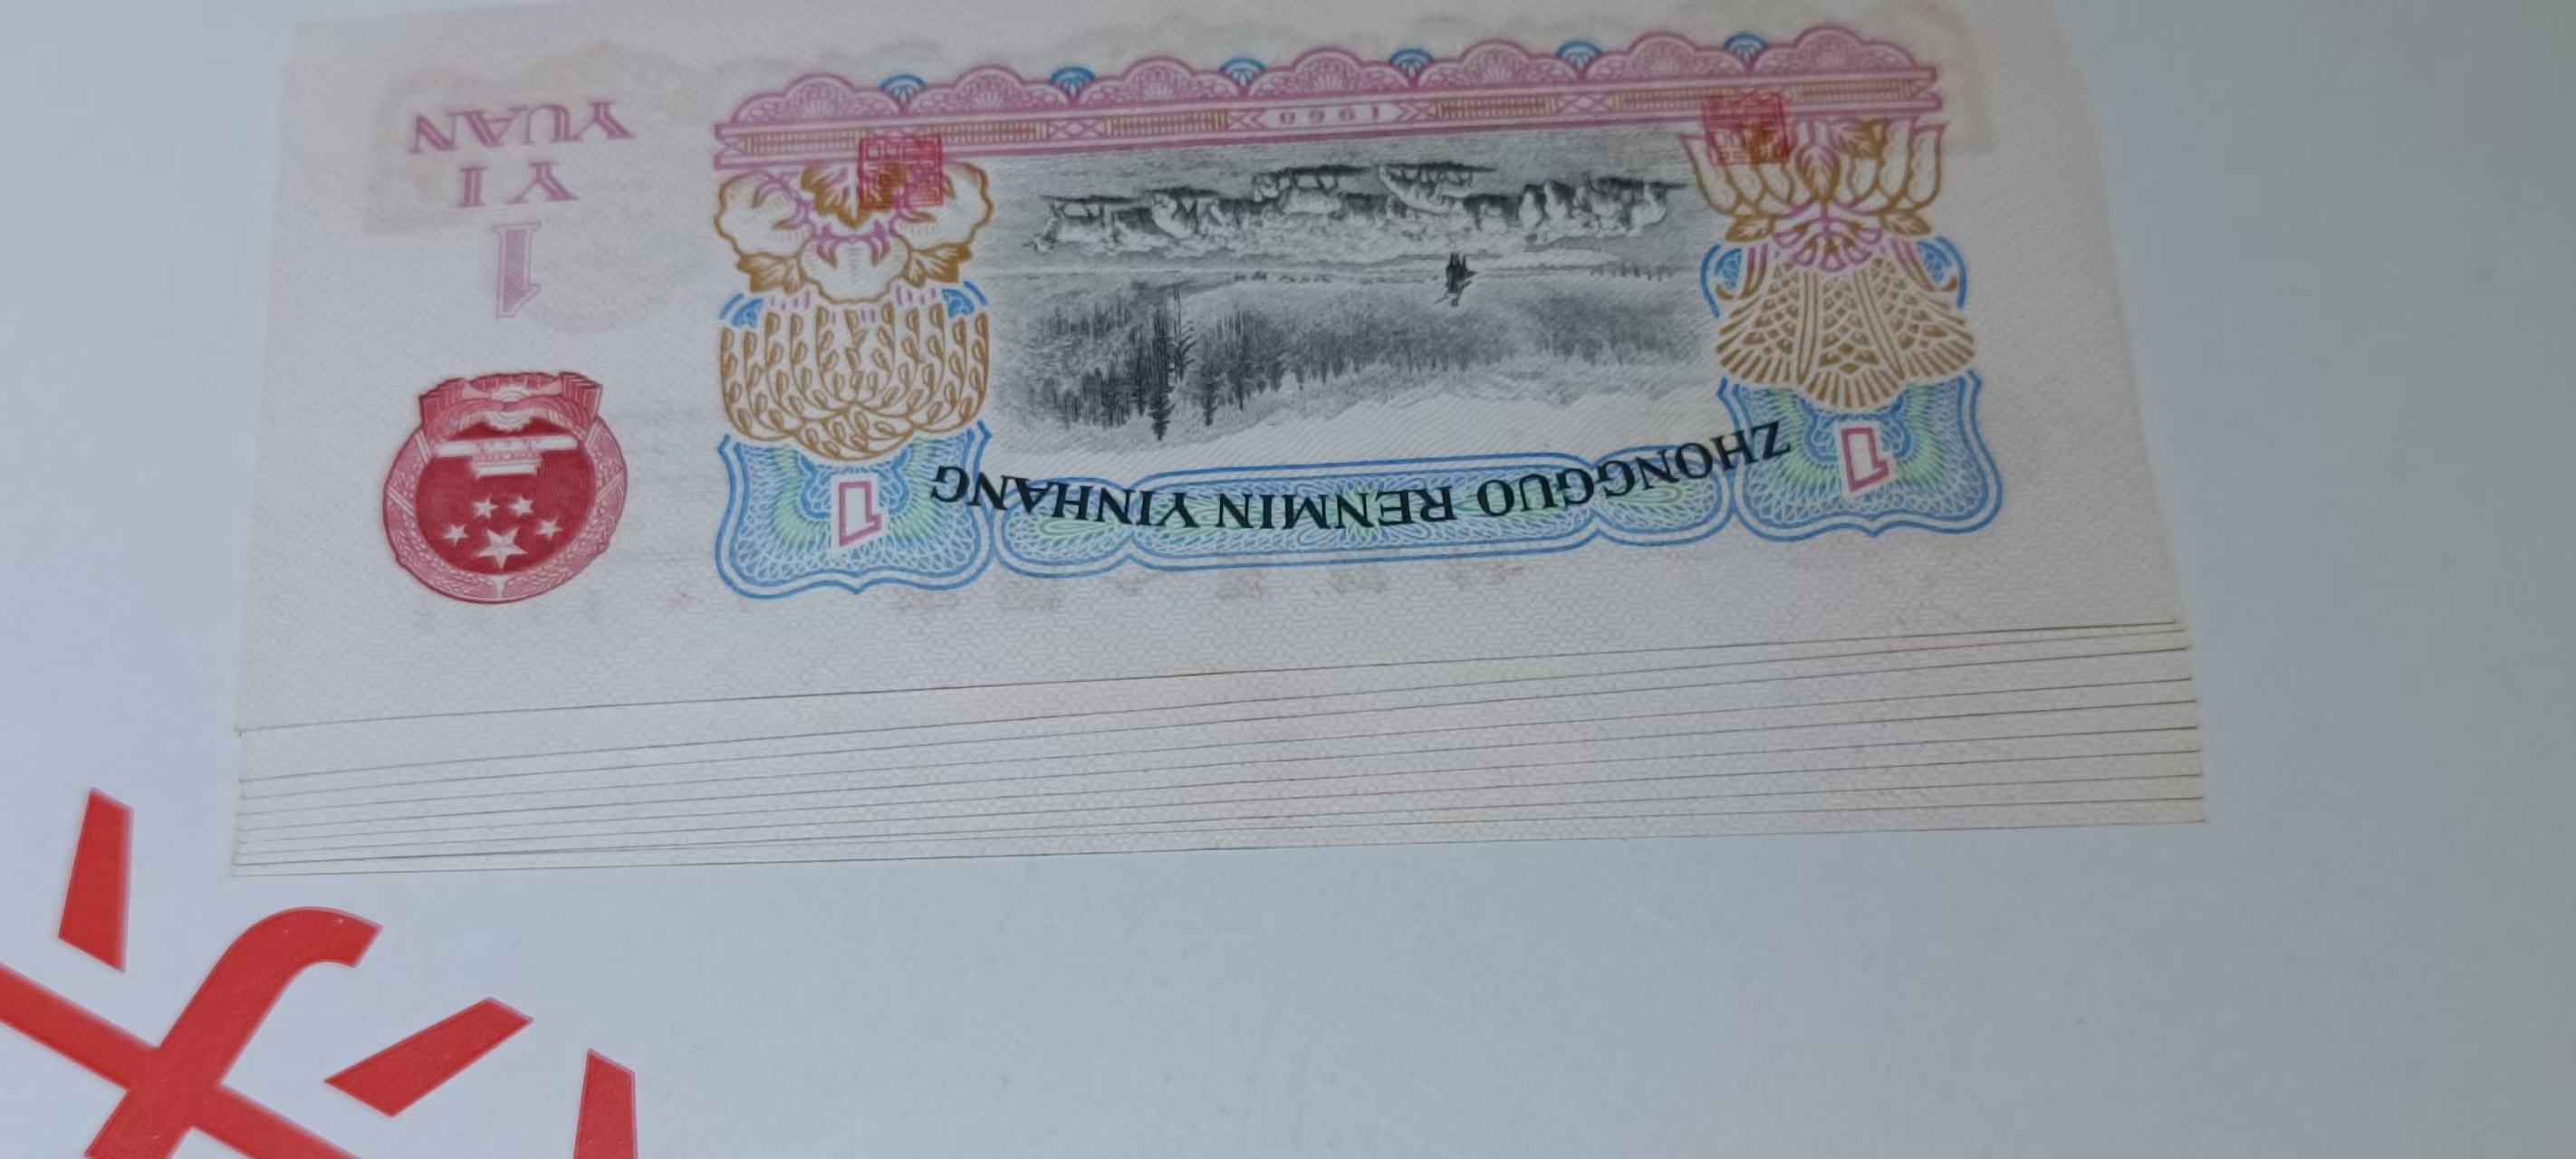 ZHONGGUO RENMIN YINHANG
1
1
1
YI
YUAN
1960